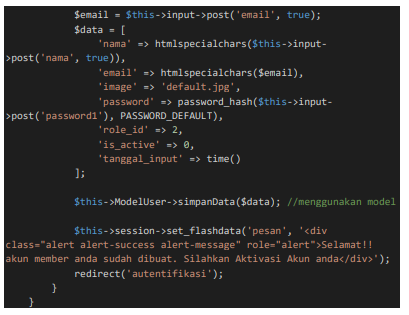 $email = $this->input->post('email', true);
$data = [
'nama' => htmlspecialchars($this->input-
>post('nama', true)),
'email' => htmlspecialchars($email),
'image' => 'default.jpg',
'password' => password_hash($this->input-
>post('password1'), PASSWORD_DEFAULT),
'role_id' => 2,
'is_active' => 0,
'tanggal_input' => time()
];
$this->ModelUser->simpanData($data); //menggunakan model
$this->session->set_flashdata('pesan', '<div
class="alert alert-success alert-message" role="alert">Selamat!!
akun member anda sudah dibuat. Silahkan Aktivasi Akun anda</div>');
redirect('autentifikasi');
}
}